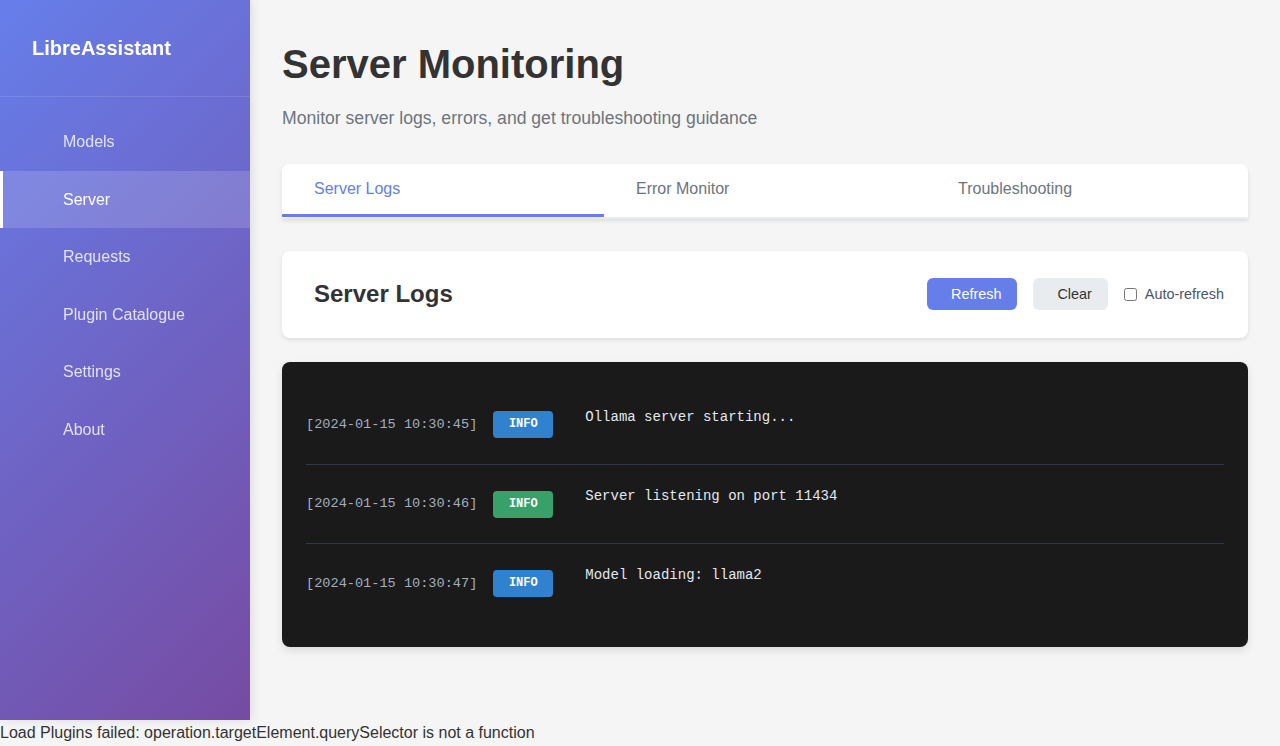 LibreAssistant
Models
Server
Requests
Plugin Catalogue
Settings
About
Server Monitoring
Monitor server logs, errors, and get troubleshooting guidance
Server Logs
Error Monitor
Troubleshooting
Server Logs
Refresh
Clear
Auto-refresh
[2024-01-15 10:30:45] INFO Ollama server starting...
[2024-01-15 10:30:46] INFO Server listening on port 11434
[2024-01-15 10:30:47] INFO Model loading: llama2
Load Plugins failed: operation.targetElement.querySelector is not a function